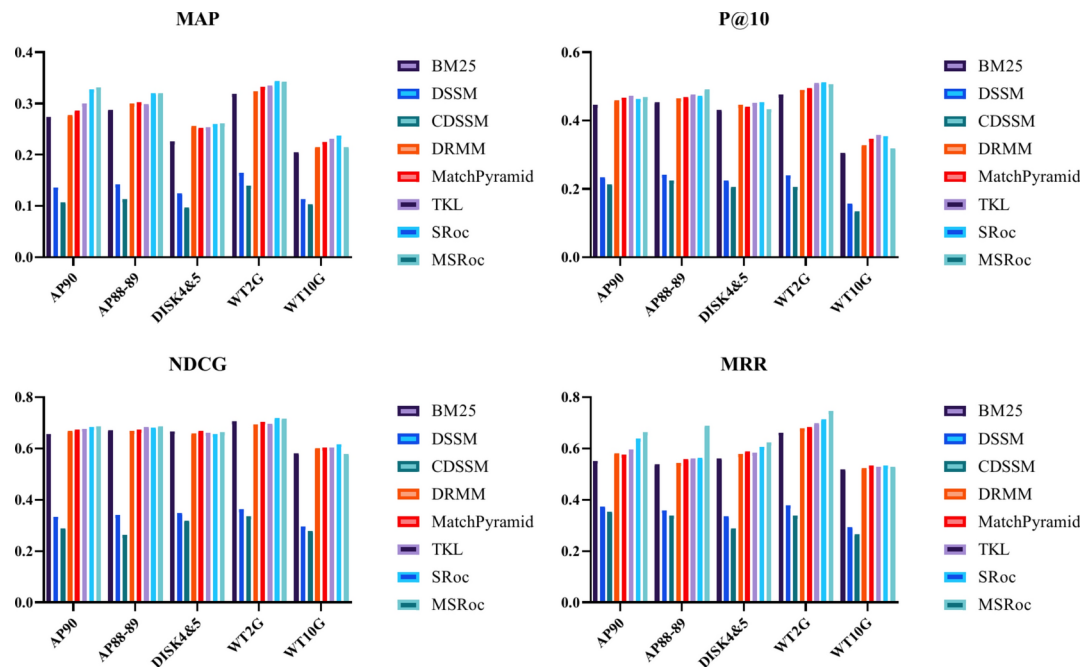 MAP
0.4
0.3
0.2
0.1
0.0
AP90
AP88-89
DISK4&5
WT2G
WT10G
BM25
DSSM
CDSSM
DRMM
MatchPyramid
TKL
SRoc
MSRoc
P@10
0.6
0.4
0.2
0.0
AP90
AP88-89
DISK4&5
WT2G
WT10G
BM25
DSSM
CDSSM
DRMM
MatchPyramid
TKL
SRoc
MSRoc
NDCG
0.8
0.6
0.4
0.2
0.0
AP90
AP88-89
DISK4&5
WT2G
WT10G
BM25
DSSM
CDSSM
DRMM
MatchPyramid
TKL
SRoc
MSRoc
MRR
0.8
0.6
0.4
0.2
0.0
AP90
AP88-89
DISK4&5
WT2G
WT10G
BM25
DSSM
CDSSM
DRMM
MatchPyramid
TKL
SRoc
MSRoc